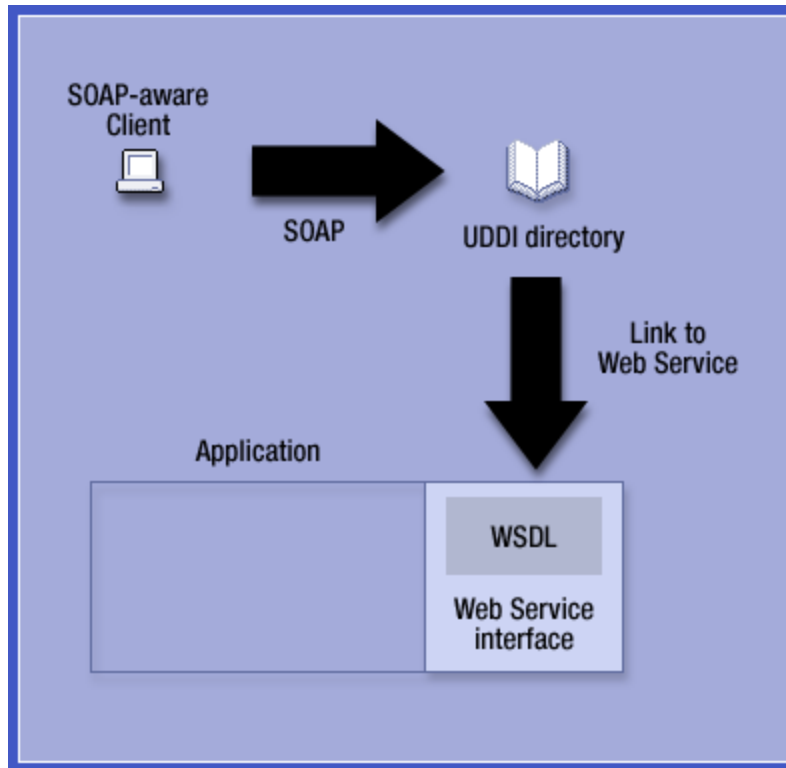 SOAP-aware
Client
SOAP
UDDI directory
Link to
Web Service
Application
WSDL
Web Service
interface